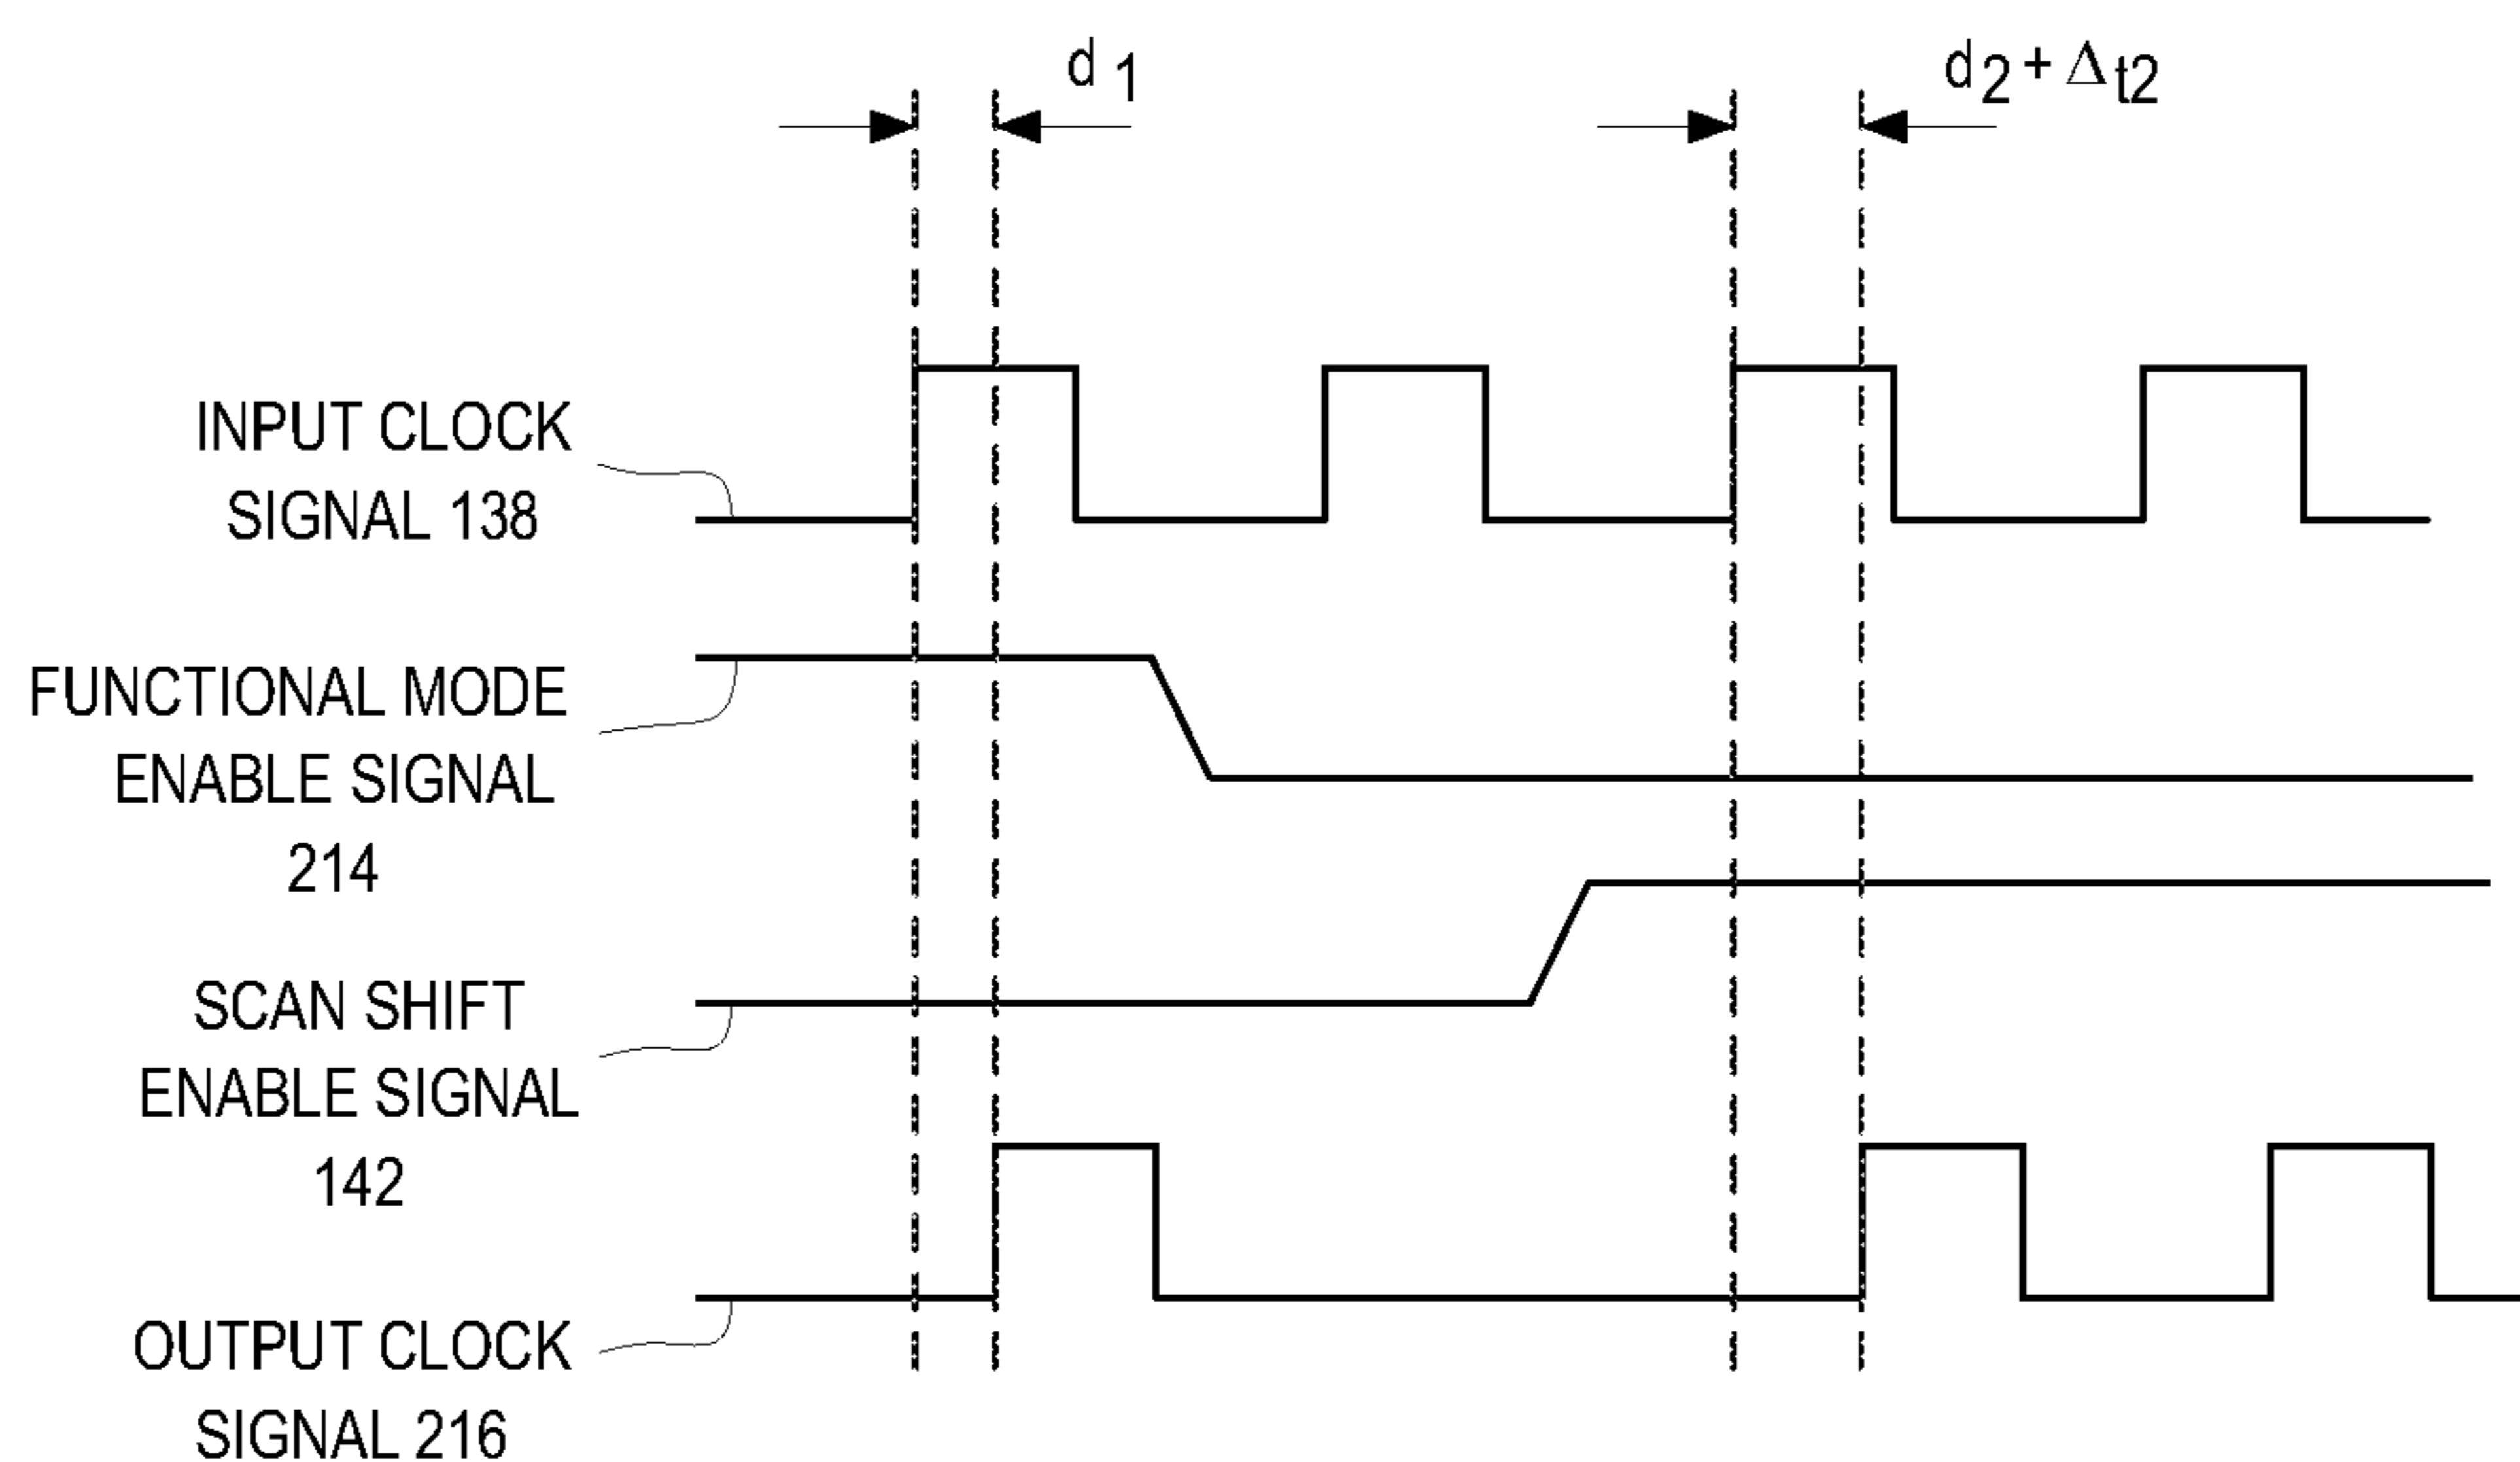 d 1
d2 + Δt2
INPUT CLOCK
SIGNAL 138
FUNCTIONAL MODE
ENABLE SIGNAL
214
SCAN SHIFT
ENABLE SIGNAL
142
OUTPUT CLOCK
SIGNAL 216